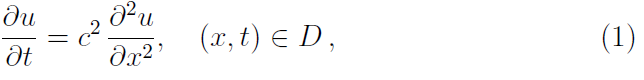 ∂u/∂t = c² ∂²u/∂x², (x, t) ∈ D , (1)